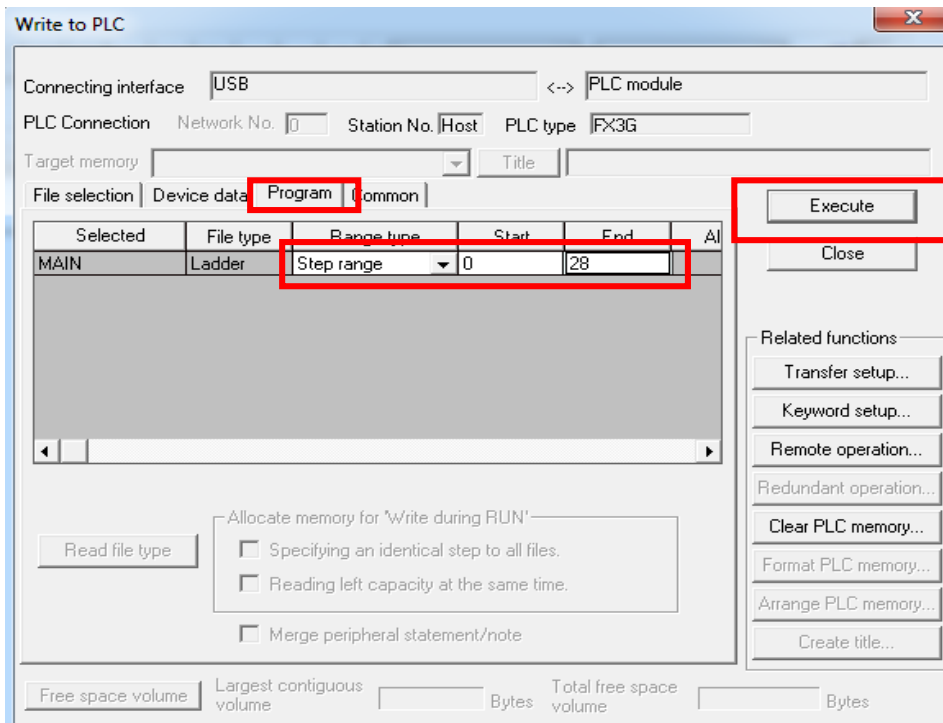 Write to PLC
Connecting interface USB <--> PLC module
PLC Connection Network No. 0 Station No. Host PLC type FX3G
Target memory Title
File selection Device data Program Common
Execute
Selected File type Range type Start End Al
MAIN Ladder Step range 0 28
Close
Related functions
Transfer setup...
Keyword setup...
Remote operation...
Redundant operation...
Allocate memory for 'Write during RUN'
Clear PLC memory...
Read file type Specifying an identical step to all files.
Format PLC memory...
Reading left capacity at the same time.
Arrange PLC memory...
Merge peripheral statement/note
Create title...
Free space volume Largest contiguous volume Bytes Total free space volume Bytes